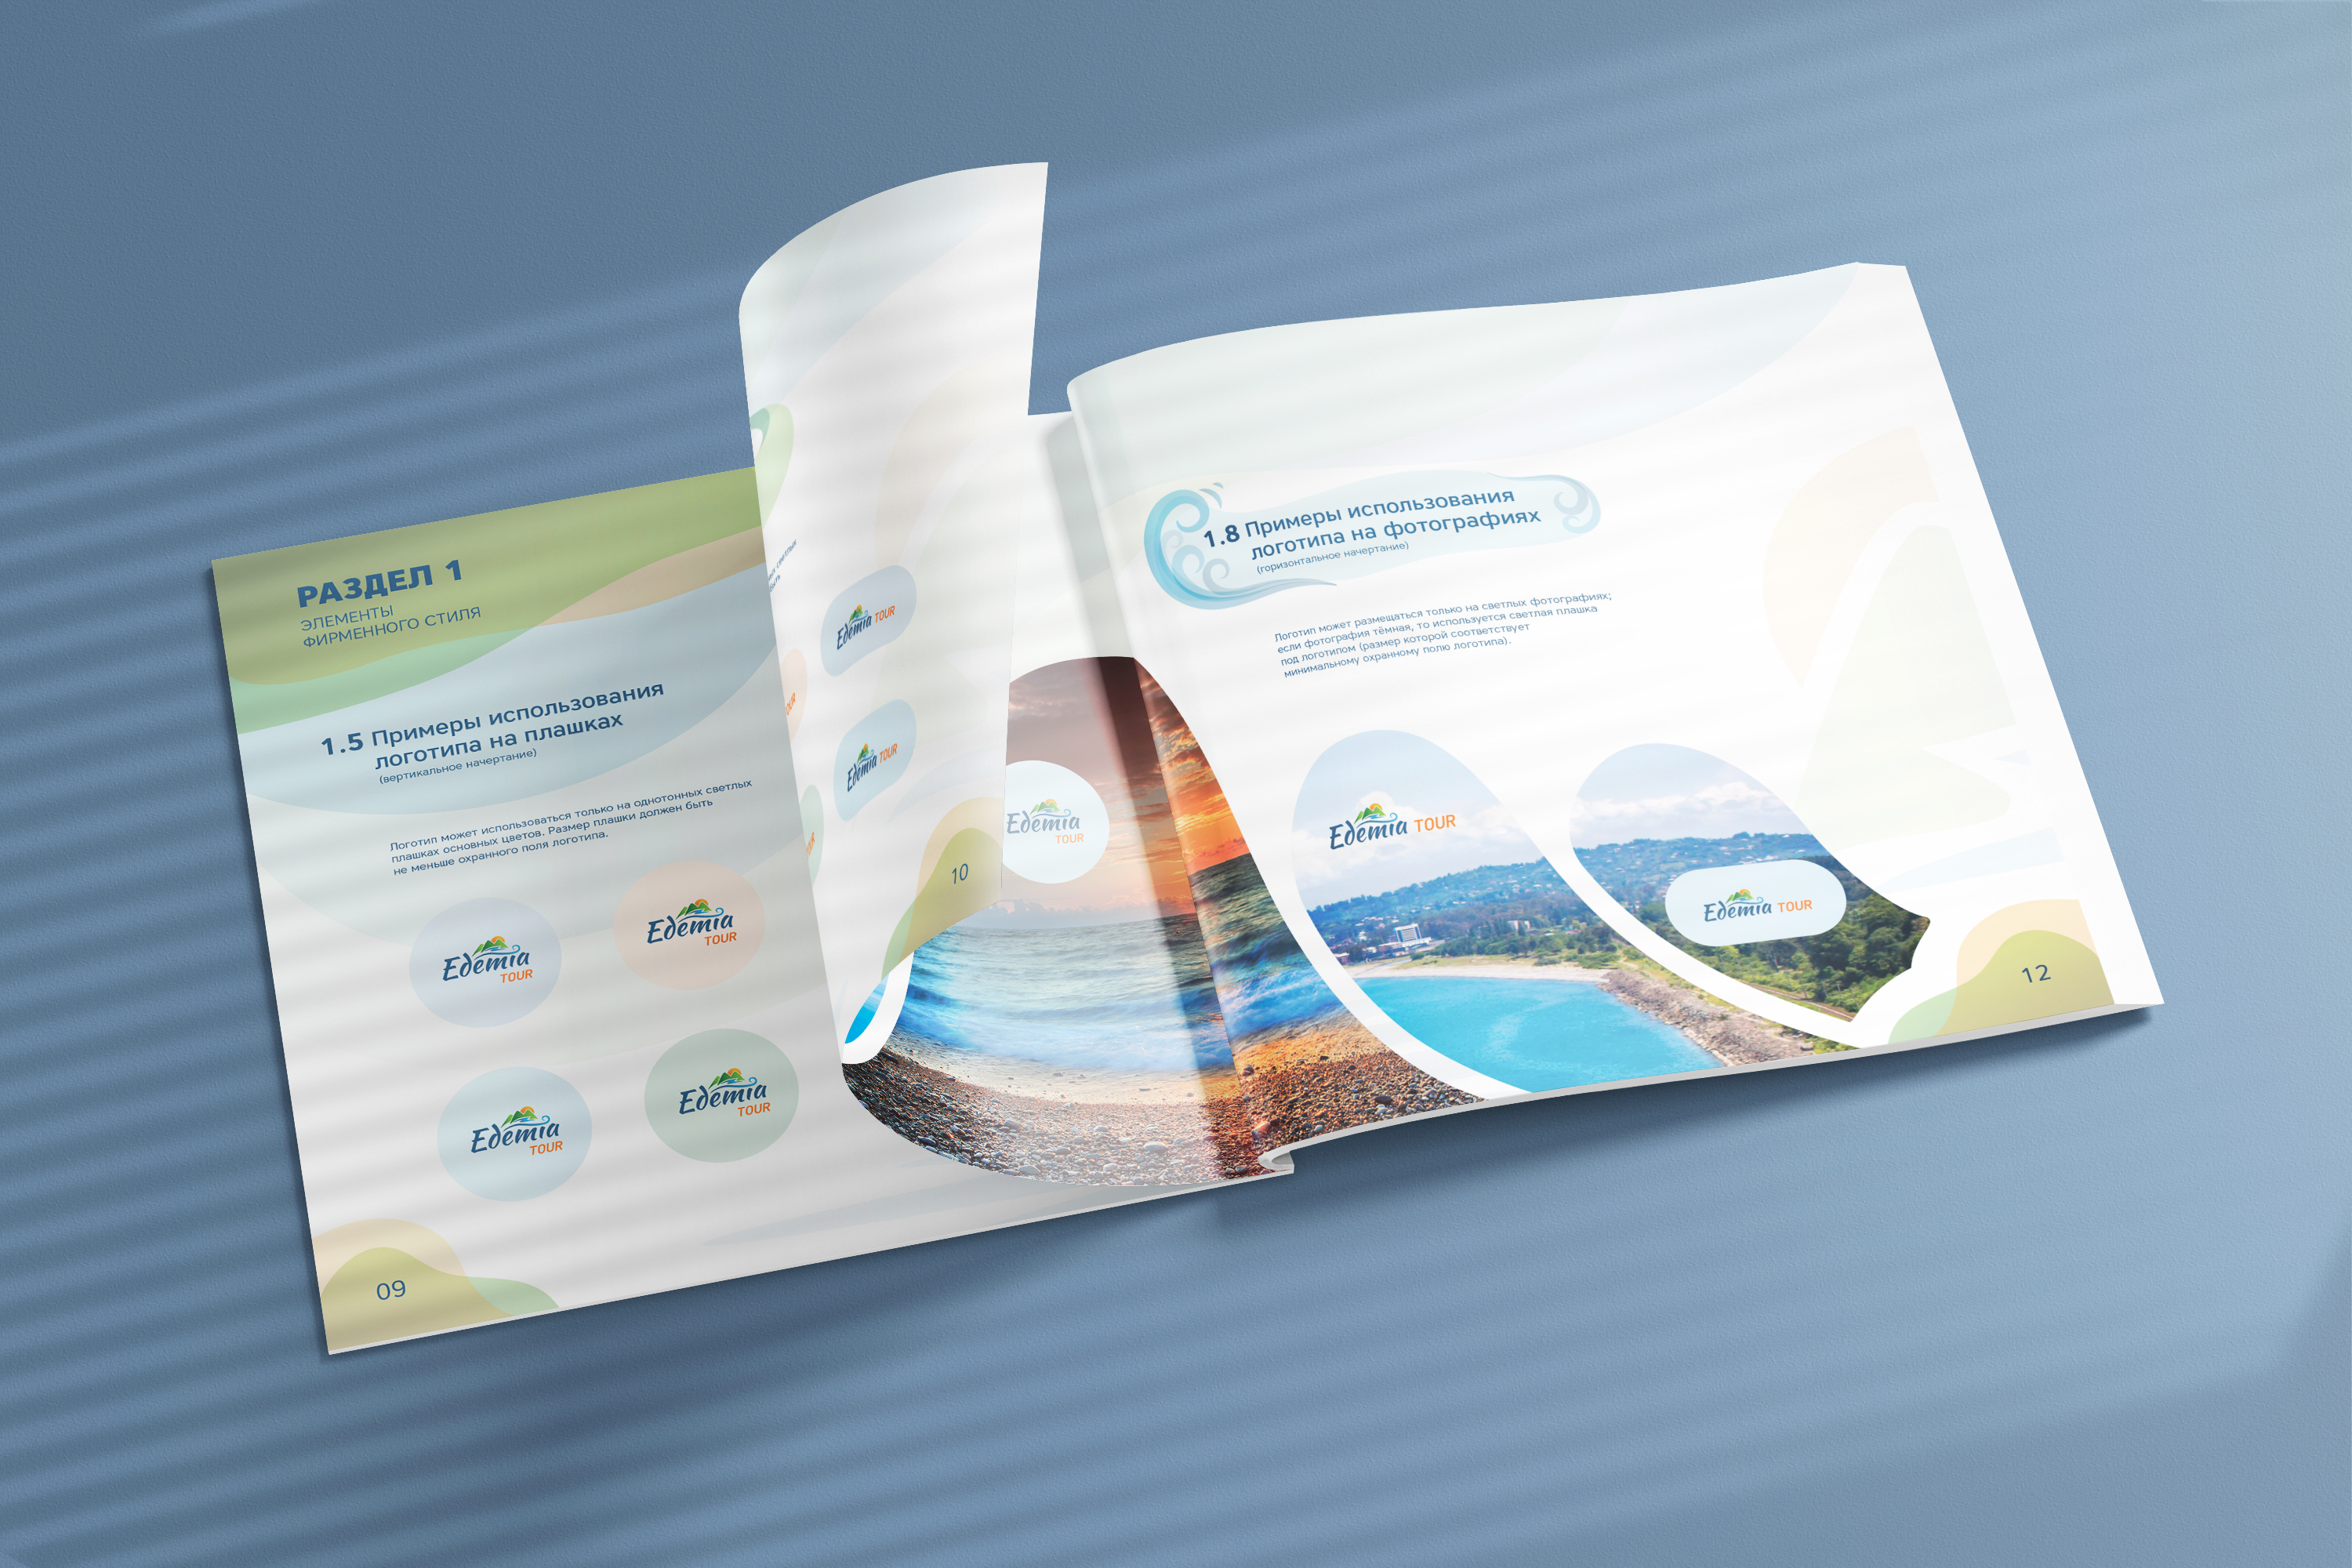 РАЗДЕЛ 1
ЭЛЕМЕНТЫ
ФИРМЕННОГО СТИЛЯ
1.5 Примеры использования
логотипа на плашках
(вертикальное начертание)
Логотип может использоваться только на однотонных светлых
плашках основных цветов. Размер плашки должен быть
не меньше охранного поля логотипа.
Edemia
TOUR
Edemia
TOUR
Edemia
TOUR
Edemia
TOUR
09
светлых
быть
Edemia TOUR
Edemia TOUR
10
Edemia
TOUR
1.8 Примеры использования
логотипа на фотографиях
(горизонтальное начертание)
Логотип может размещаться только на светлых фотографиях;
если фотография тёмная, то используется светлая плашка
под логотипом (размер которой соответствует
минимальному охранному полю логотипа).
Edemia TOUR
Edemia TOUR
12